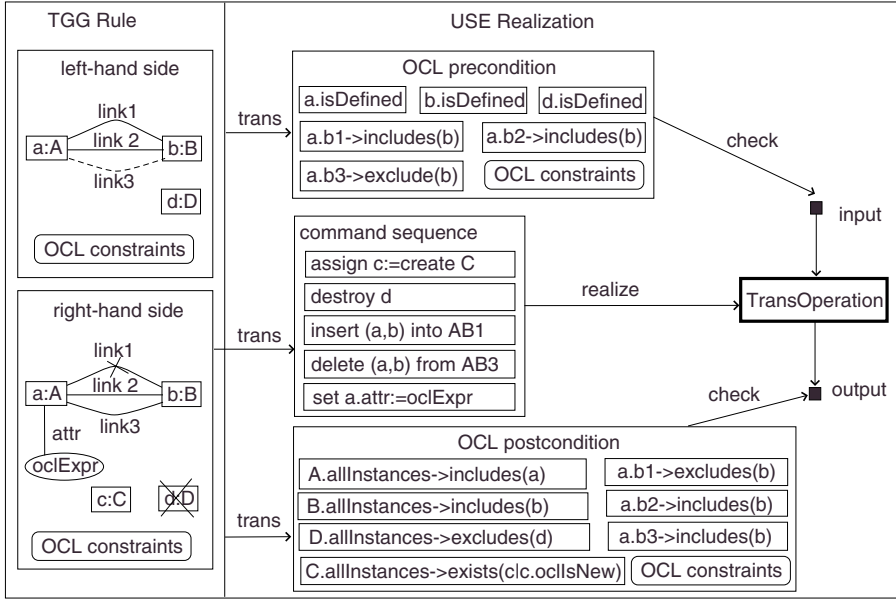 TGG Rule
USE Realization
left-hand side
link1
a:A
link 2
b:B
link3
d:D
OCL constraints
trans
OCL precondition
a.isDefined
b.isDefined
d.isDefined
a.b1->includes(b)
a.b2->includes(b)
a.b3->exclude(b)
OCL constraints
check
input
right-hand side
link1
a:A
link 2
b:B
link3
attr
oclExpr
c:C
d:D
OCL constraints
trans
command sequence
assign c:=create C
destroy d
insert (a,b) into AB1
delete (a,b) from AB3
set a.attr:=oclExpr
realize
TransOperation
check
output
trans
OCL postcondition
A.allInstances->includes(a)
a.b1->excludes(b)
B.allInstances->includes(b)
a.b2->includes(b)
D.allInstances->excludes(d)
a.b3->includes(b)
C.allInstances->exists(c|c.oclIsNew)
OCL constraints